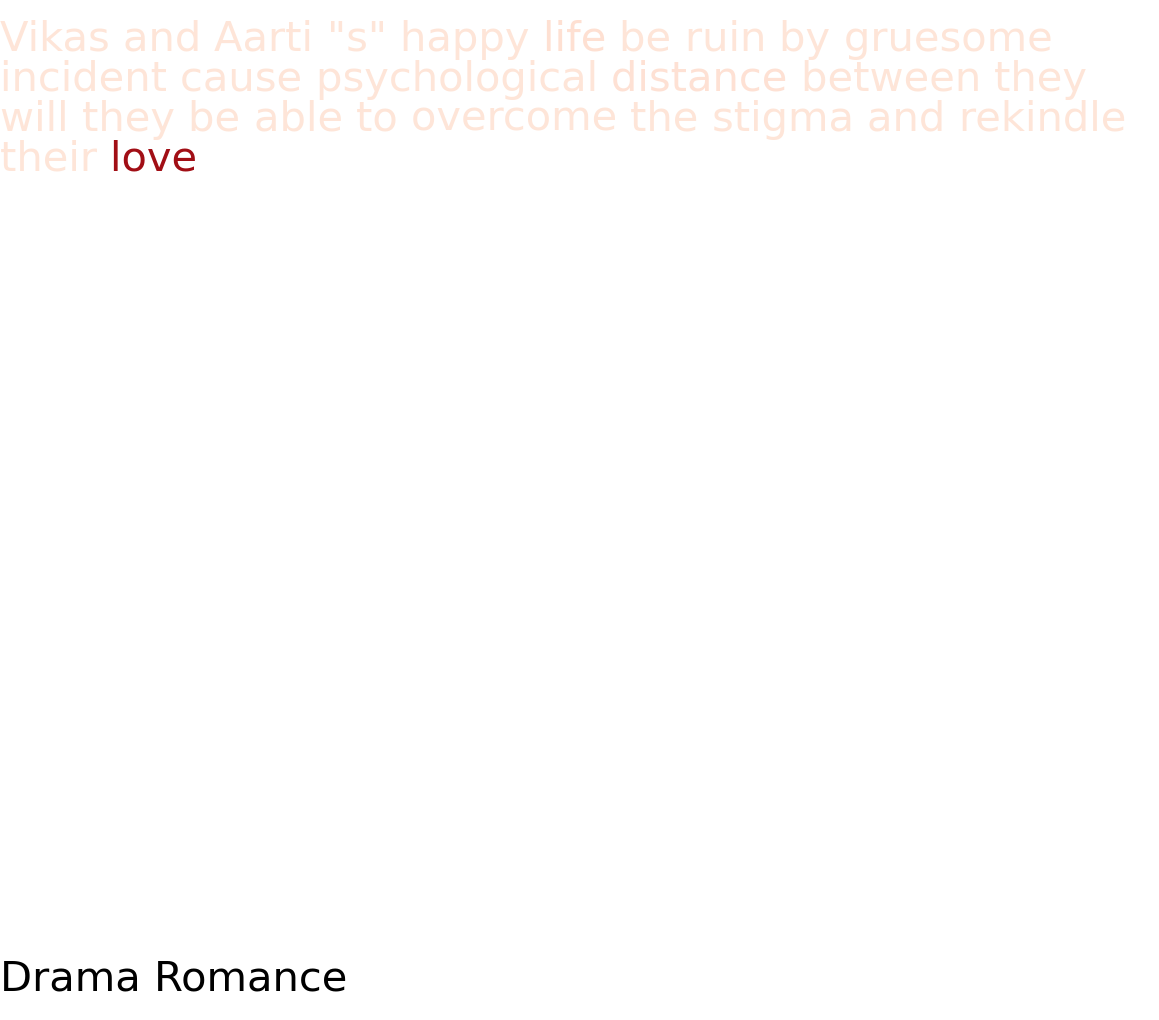 Vikas and Aarti "s" happy life be ruin by gruesome
incident cause psychological distance between they
will they be able to overcome the stigma and rekindle
their love
Drama Romance